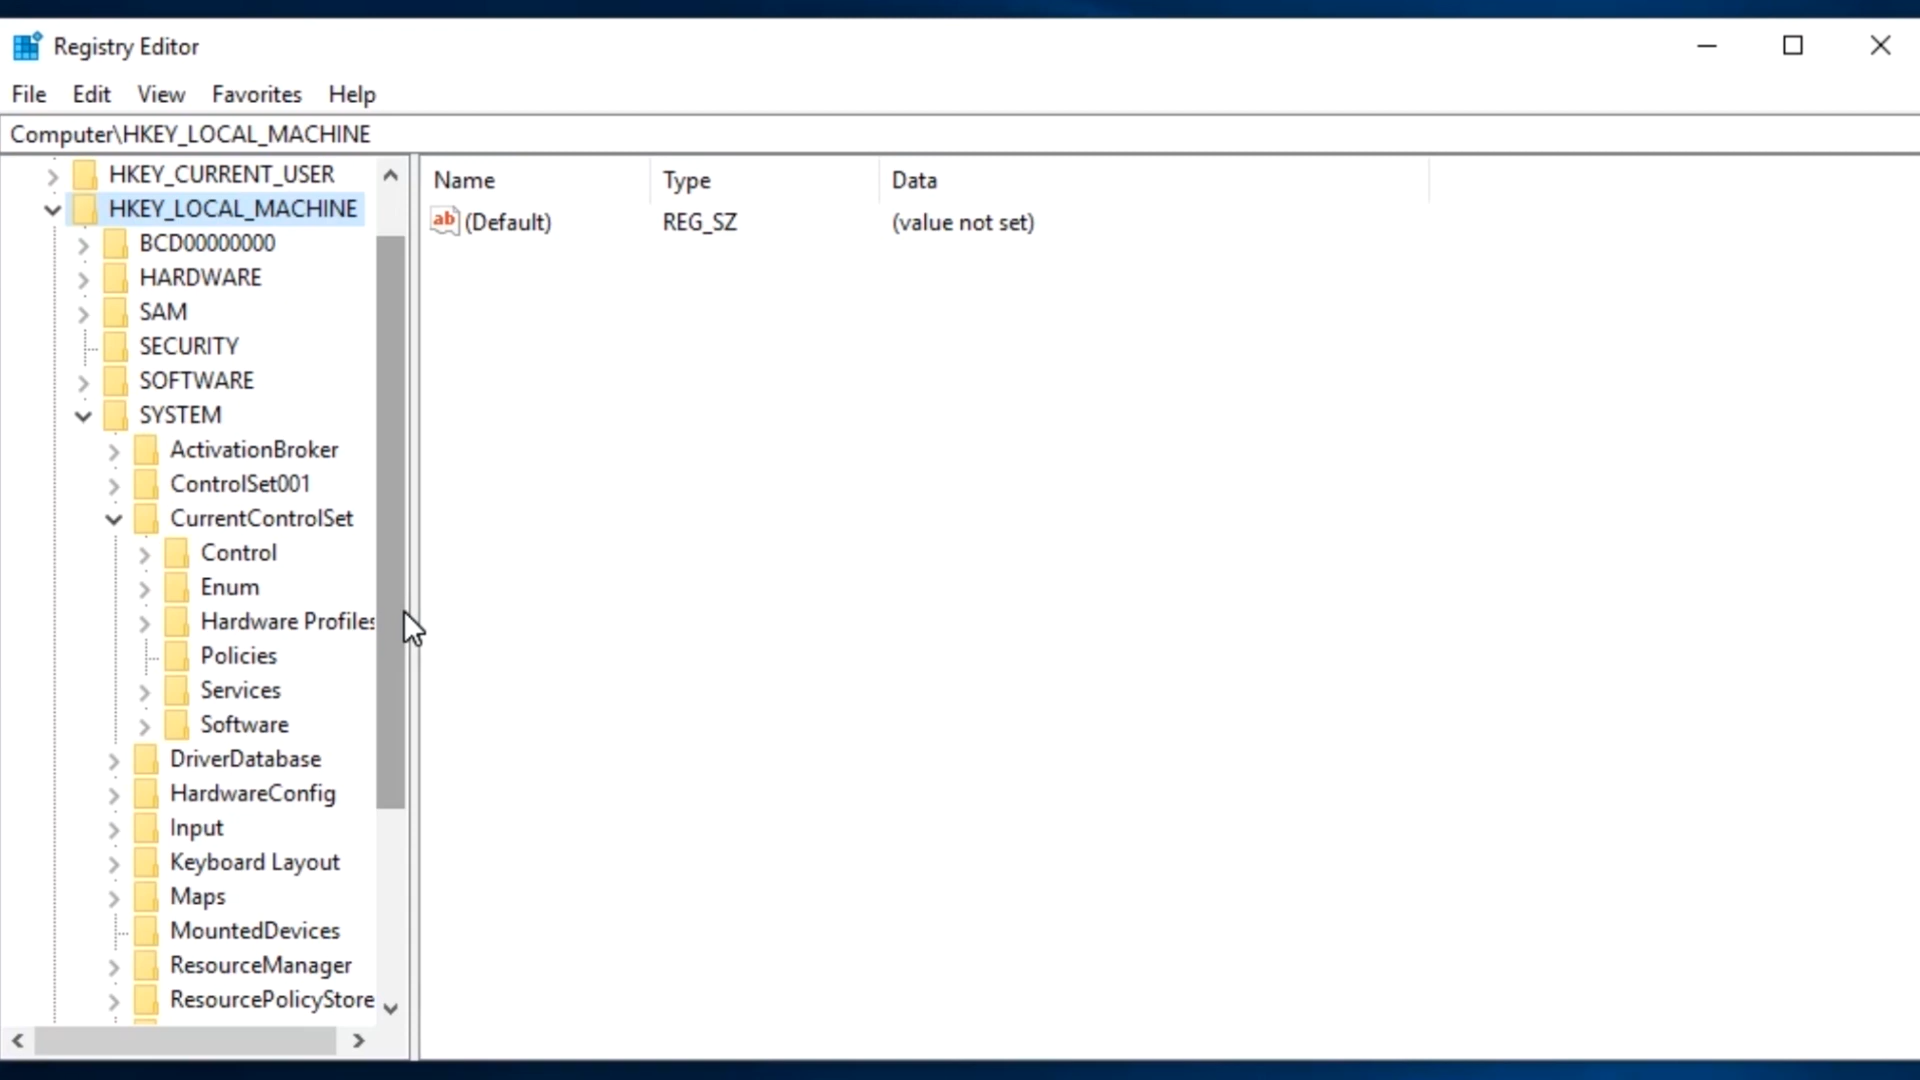 Registry Editor
File Edit View Favorites Help
Computer\HKEY_LOCAL_MACHINE
HKEY_CURRENT_USER
HKEY_LOCAL_MACHINE
BCD00000000
HARDWARE
SAM
SECURITY
SOFTWARE
SYSTEM
ActivationBroker
ControlSet001
CurrentControlSet
Control
Enum
Hardware Profiles
Policies
Services
Software
DriverDatabase
HardwareConfig
Input
Keyboard Layout
Maps
MountedDevices
ResourceManager
ResourcePolicyStore
Name Type Data
ab (Default) REG_SZ (value not set)